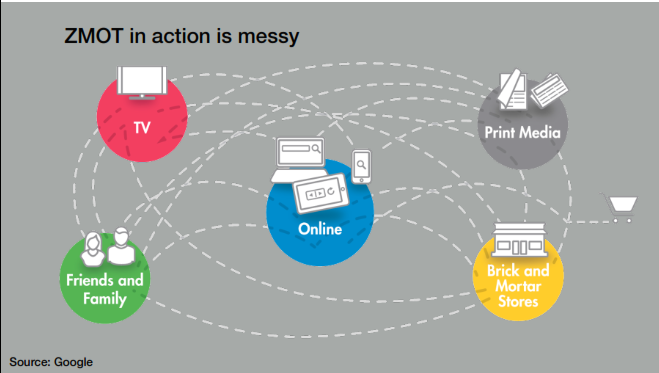 ZMOT in action is messy
TV
Print Media
Online
Friends and
Family
Brick and
Mortar
Stores
Source: Google